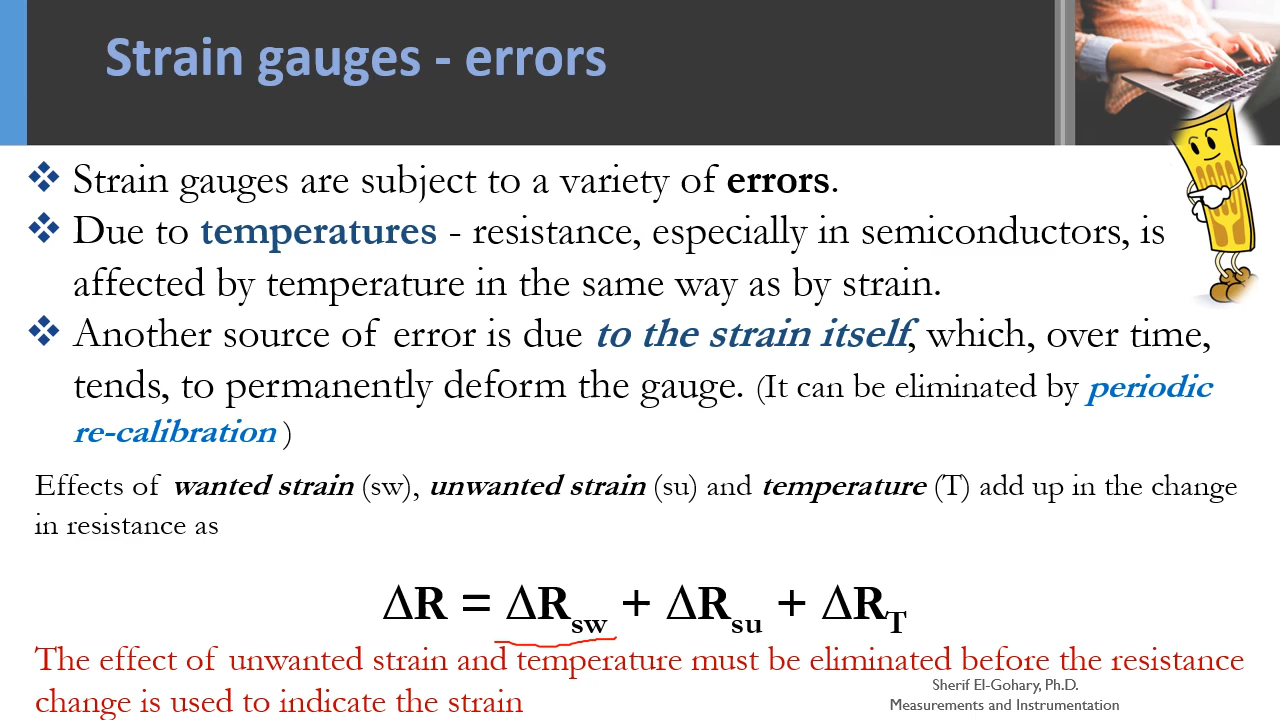 Strain gauges - errors
❖ Strain gauges are subject to a variety of errors.
❖ Due to temperatures - resistance, especially in semiconductors, is
affected by temperature in the same way as by strain.
❖ Another source of error is due to the strain itself, which, over time,
tends, to permanently deform the gauge. (It can be eliminated by periodic
re-calibration )
Effects of wanted strain (sw), unwanted strain (su) and temperature (T) add up in the change
in resistance as
ΔR = ΔRsw + ΔRsu + ΔRT
The effect of unwanted strain and temperature must be eliminated before the resistance
change is used to indicate the strain
Sherif El-Gohary, Ph.D.
Measurements and Instrumentation